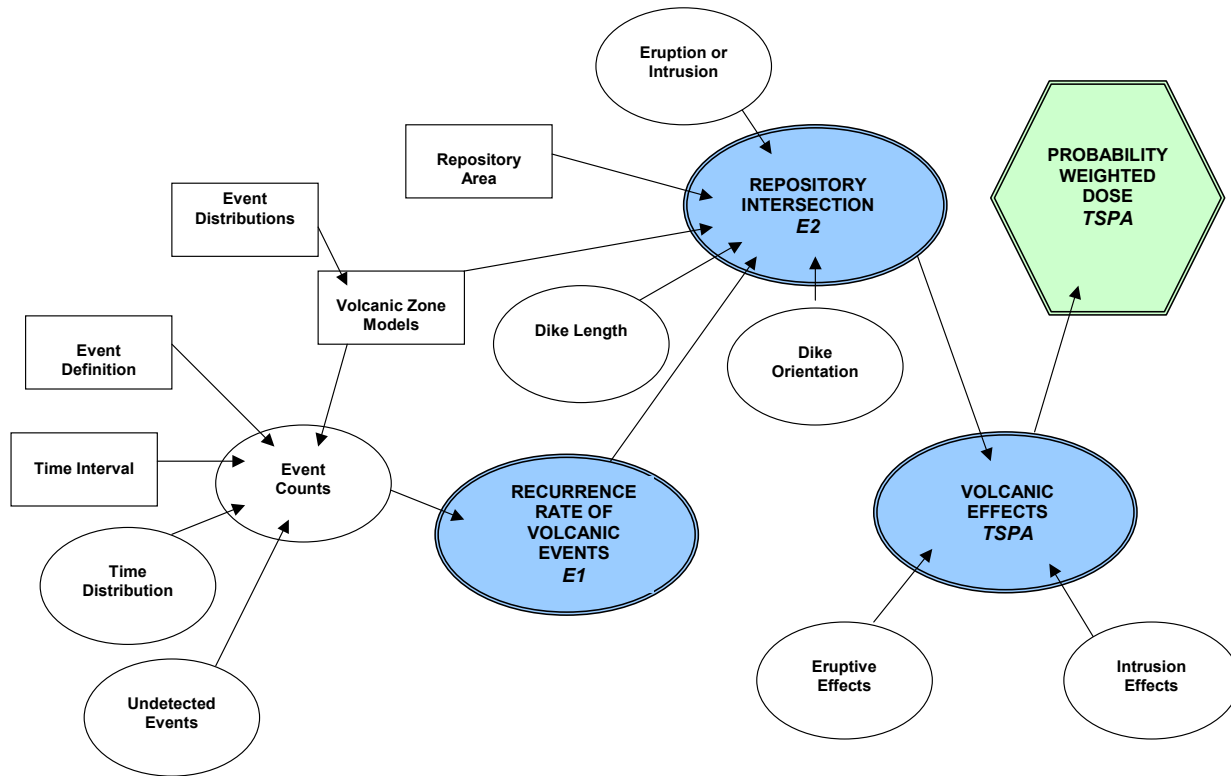 Eruption or
Intrusion
PROBABILITY
WEIGHTED
DOSE
TSPA
Repository
Area
REPOSITORY
INTERSECTION
E2
Event
Distributions
Volcanic Zone
Models
Dike Length
Dike
Orientation
Event
Definition
Time Interval
Event
Counts
RECURRENCE
RATE OF
VOLCANIC
EVENTS
E1
VOLCANIC
EFFECTS
TSPA
Time
Distribution
Undetected
Events
Eruptive
Effects
Intrusion
Effects